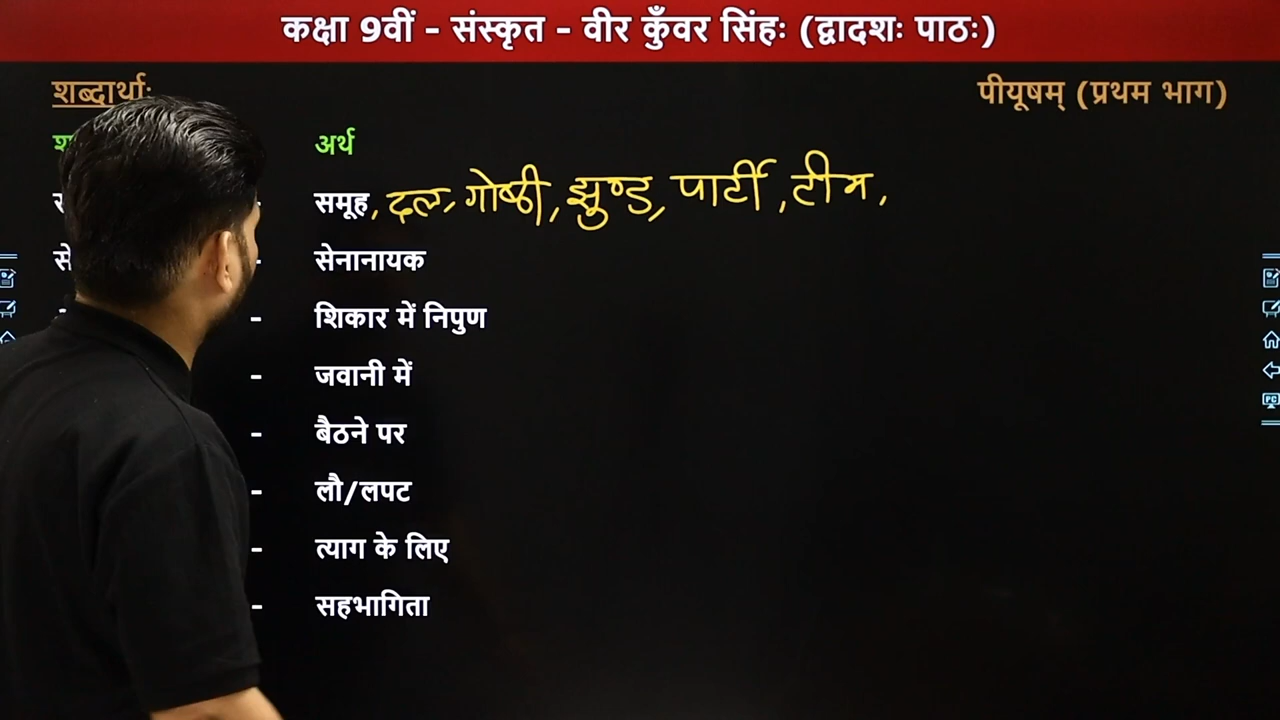 कक्षा 9वीं - संस्कृत - वीर कुँवर सिंहः (द्वादशः पाठः)
शब्दार्थाः
पीयूषम् (प्रथम भाग)
अर्थ
- समूह, दल, गोष्ठी, झुण्ड, पार्टी, टीम,
- सेनानायक
- शिकार में निपुण
- जवानी में
- बैठने पर
- लौ/लपट
- त्याग के लिए
- सहभागिता